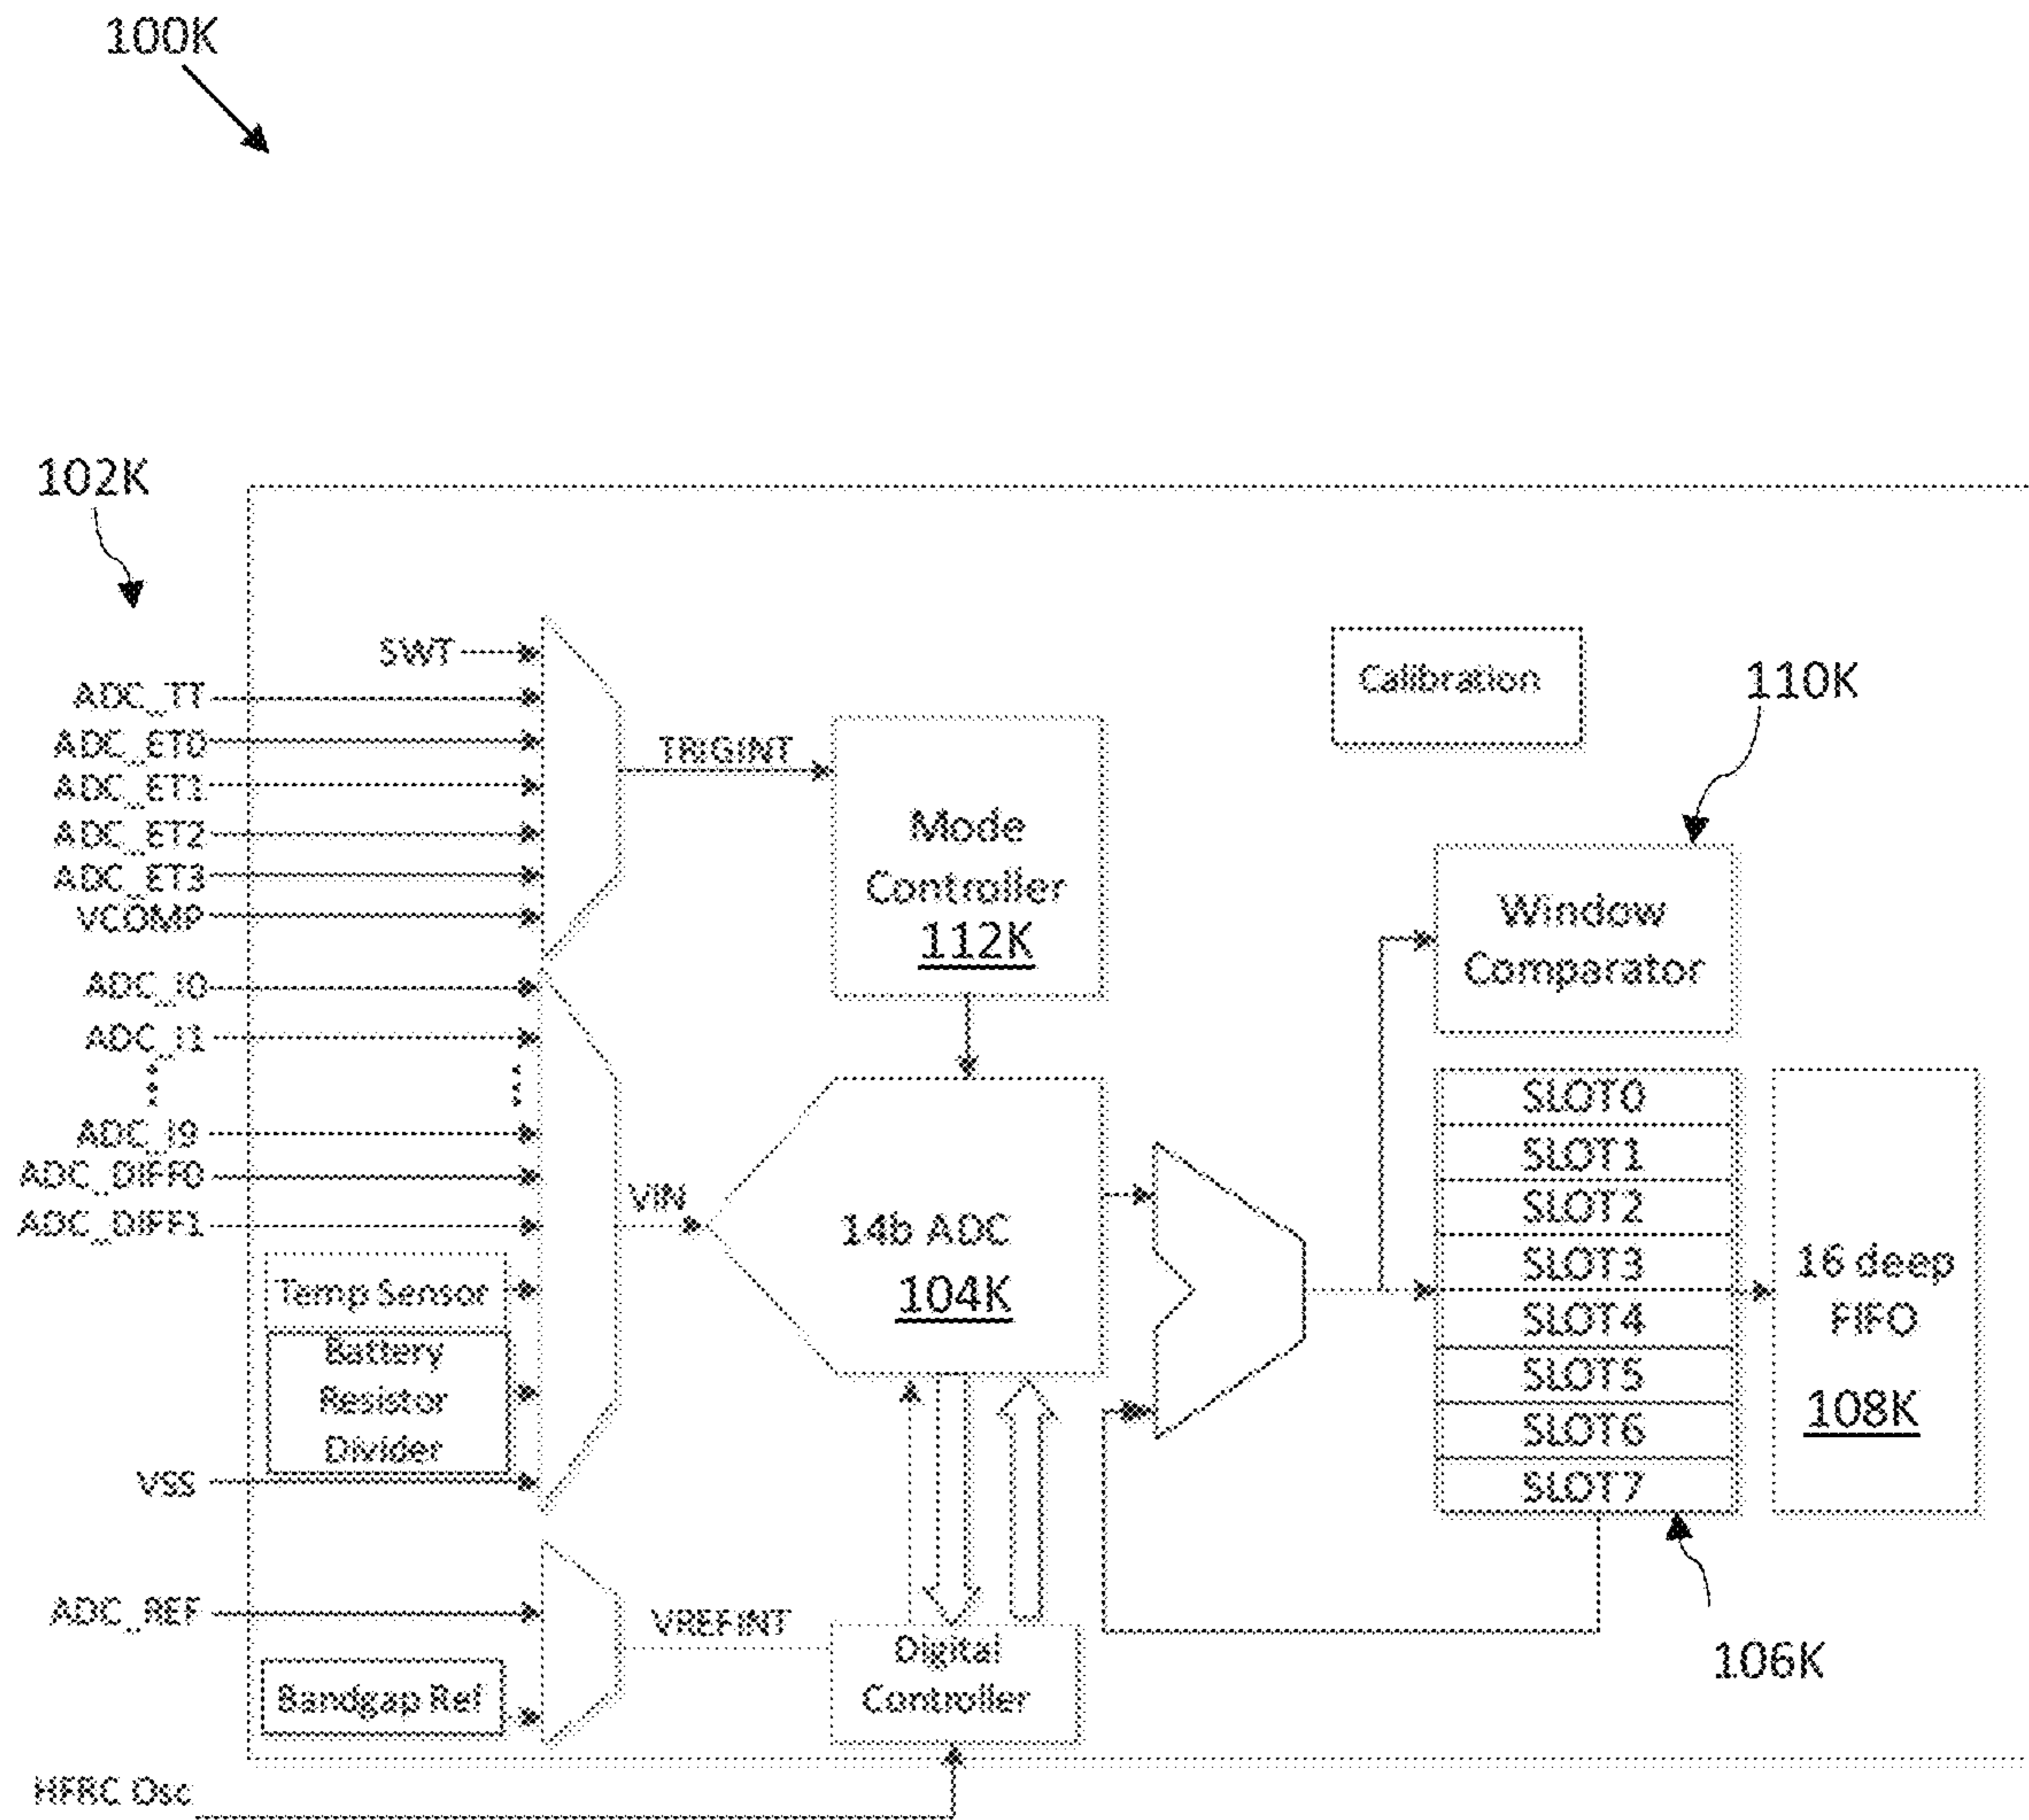 100K
102K
SWT
ADC_TT
ADC_ET0
ADC_ET1
ADC_ET2
ADC_ET3
VCOMP
TRIGINT
Mode
Controller
112K
Calibration
110K
Window
Comparator
ADC_I0
ADC_I1
ADC_I9
ADC_DIFF0
ADC_DIFF1
Temp Sensor
Battery
Resistor
Divider
VSS
VIN
14b ADC
104K
SLOT0
SLOT1
SLOT2
SLOT3
SLOT4
SLOT5
SLOT6
SLOT7
16 deep
FIFO
108K
106K
ADC_REF
Bandgap Ref
VREFINT
Digital
Controller
HFRC Osc